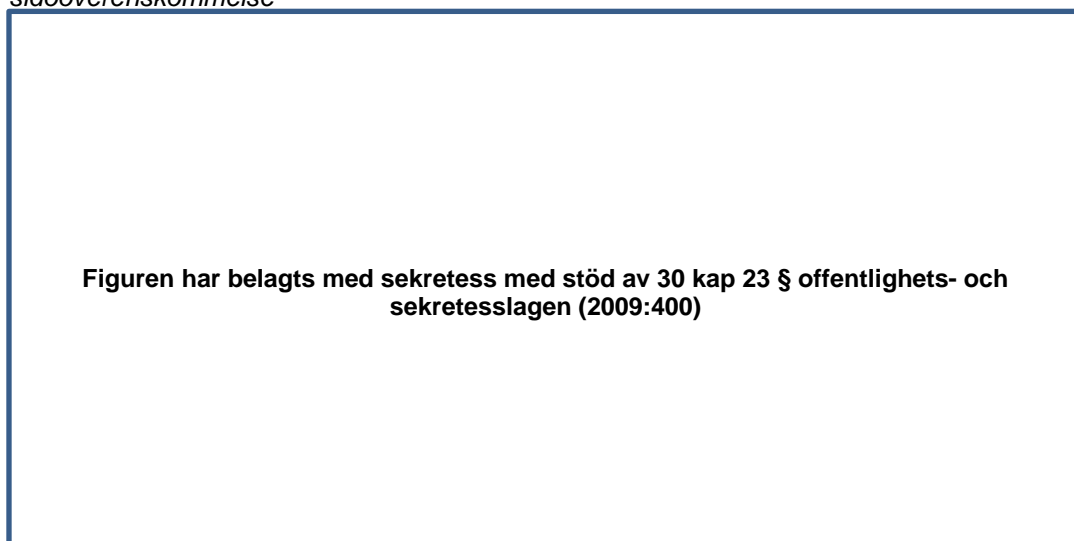 sidoöverenskommelse
Figuren har belagts med sekretess med stöd av 30 kap 23 § offentlighets- och
sekretesslagen (2009:400)